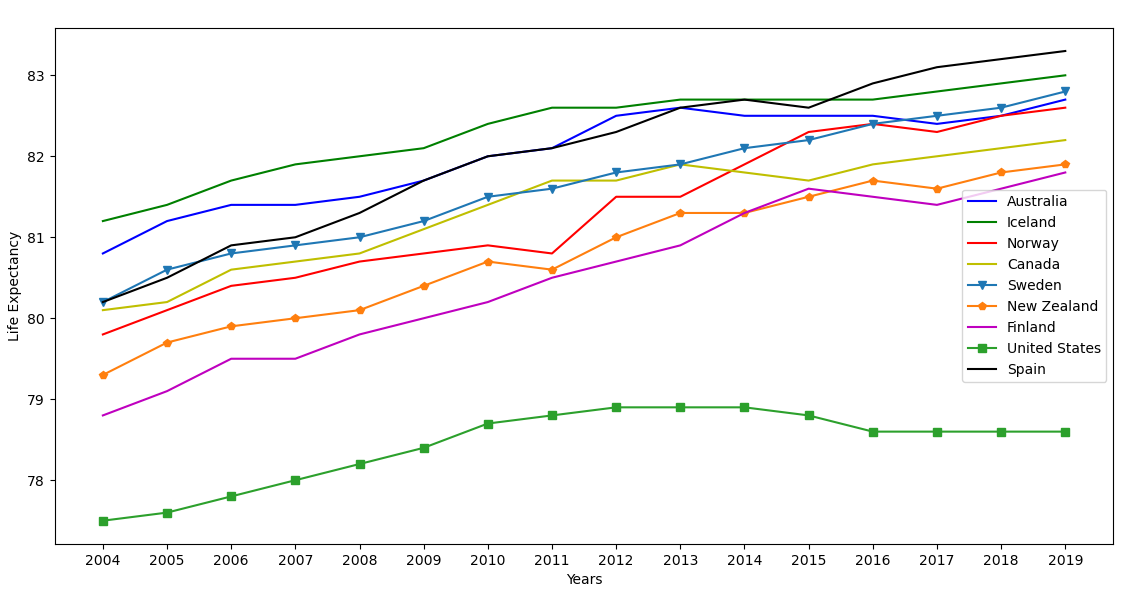 Life Expectancy
83
82
81
80
79
78
Australia
Iceland
Norway
Canada
Sweden
New Zealand
Finland
United States
Spain
2004 2005 2006 2007 2008 2009 2010 2011 2012 2013 2014 2015 2016 2017 2018 2019
Years